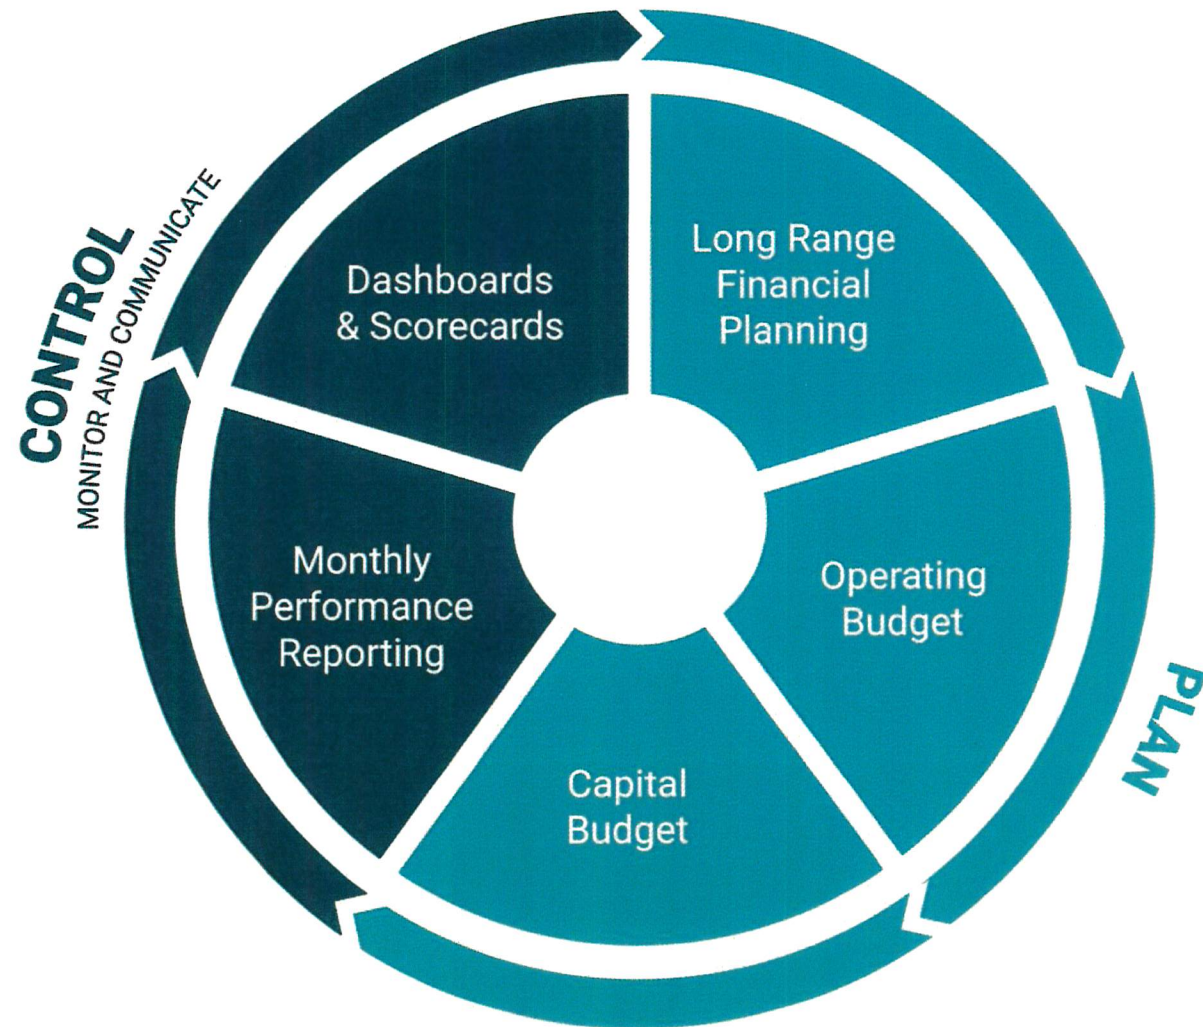 CONTROL
MONITOR AND COMMUNICATE
Dashboards
& Scorecards
Long Range
Financial
Planning
Monthly
Performance
Reporting
Operating
Budget
Capital
Budget
PLAN